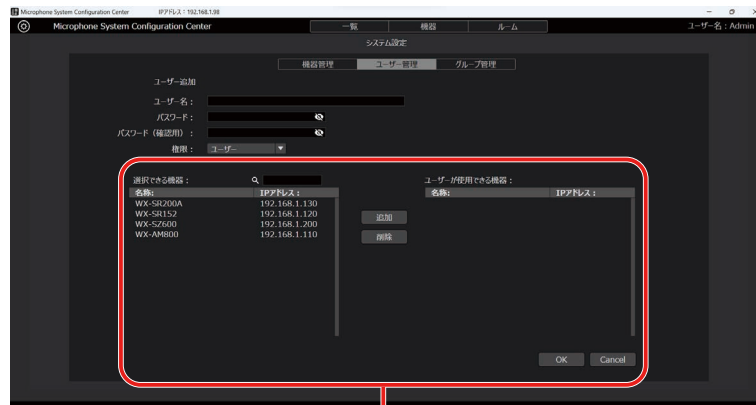 Microphone System Configuration Center IPアドレス：192.168.1.98
Microphone System Configuration Center 一覧 機器 ルーム ユーザー名：Admin
システム設定
機器管理 ユーザー管理 グループ管理
ユーザー追加
ユーザー名：
パスワード：
パスワード（確認用）：
権限： ユーザー
選択できる機器： ユーザーが使用できる機器：
名称： IPアドレス： 名称： IPアドレス：
WX-SR200A 192.168.1.130
WX-SR152 192.168.1.120
WX-SZ600 192.168.1.200
WX-AM800 192.168.1.110
追加
削除
OK Cancel